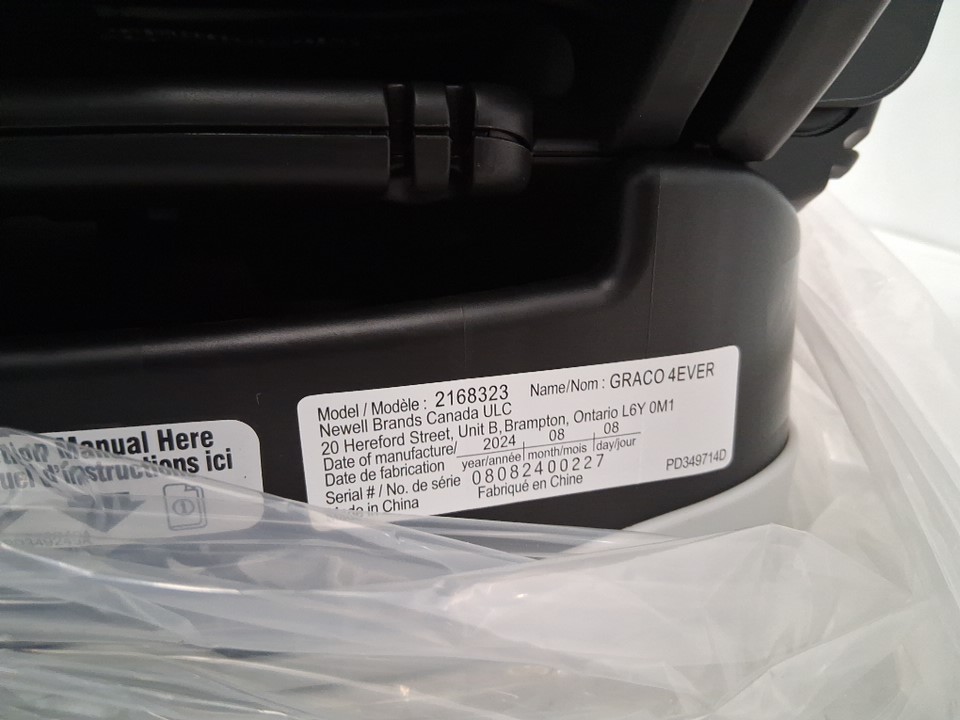 Manual Here
d'instructions ici
Model / Modèle : 2168323 Name/Nom : GRACO 4EVER
Newell Brands Canada ULC
20 Hereford Street, Unit B, Brampton, Ontario L6Y 0M1
Date of manufacture/ 2024 08 08
Date de fabrication year/année month/mois day/jour
Serial # / No. de série 08082400227
in China Fabriqué en Chine PD349714D